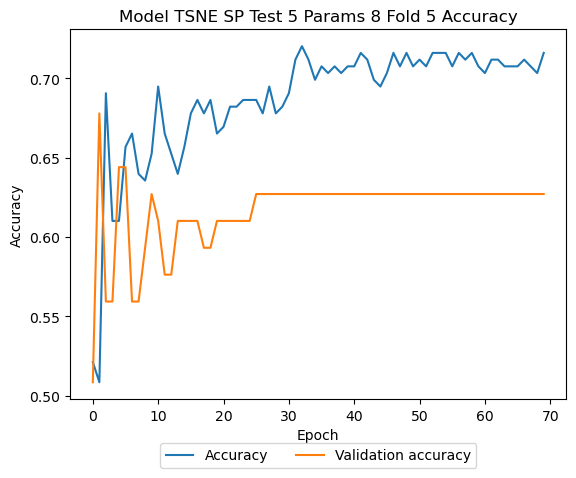 Model TSNE SP Test 5 Params 8 Fold 5 Accuracy
Accuracy
0.70
0.65
0.60
0.55
0.50
0 10 20 30 40 50 60 70
Epoch
Accuracy Validation accuracy